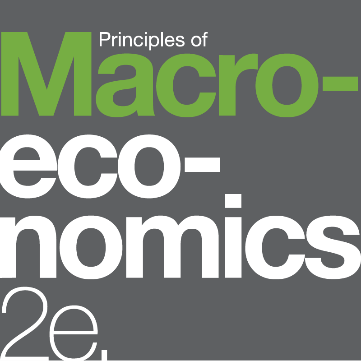 Principles of
Macro-
eco-
nomics
2e.